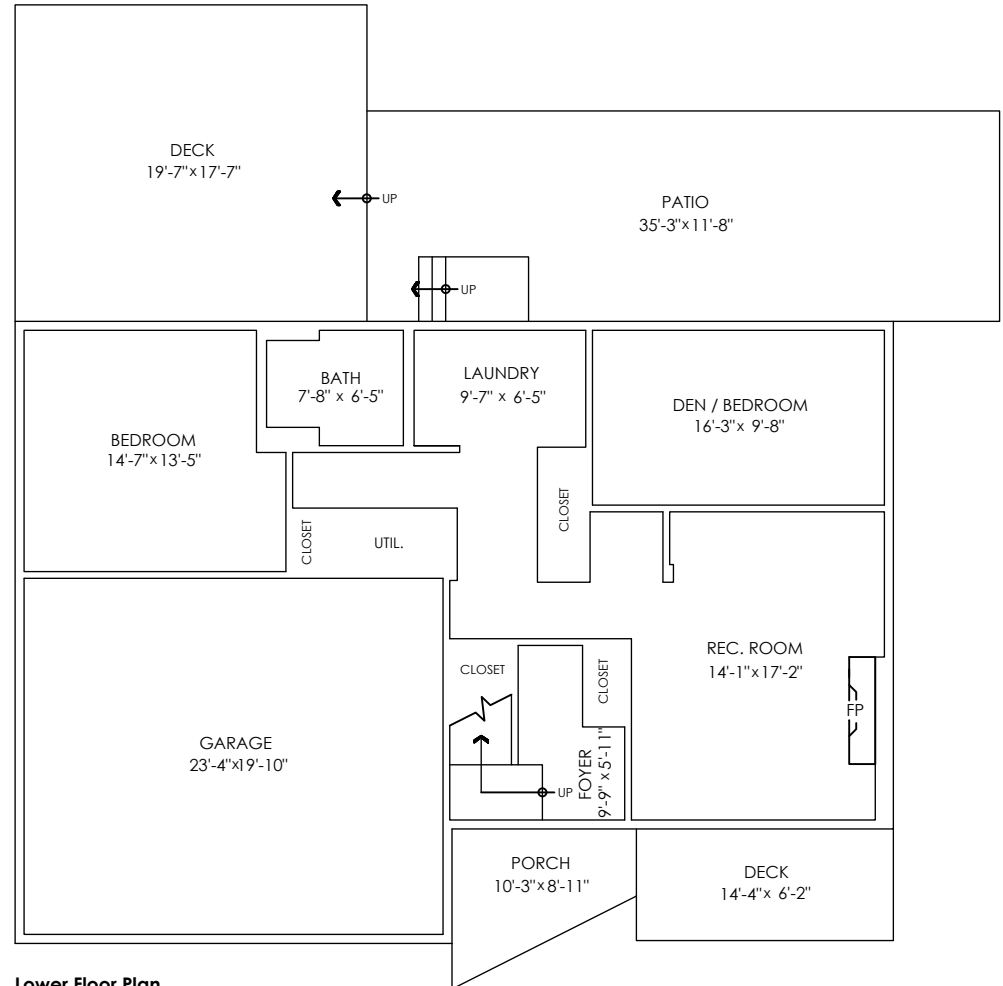 DECK
19'-7"x17'-7"
UP
PATIO
35'-3"x11'-8"
UP
BATH
7'-8" x 6'-5"
LAUNDRY
9'-7" x 6'-5"
DEN / BEDROOM
16'-3"x 9'-8"
BEDROOM
14'-7"x13'-5"
CLOSET
CLOSET
UTIL.
REC. ROOM
14'-1"x17'-2"
CLOSET
CLOSET
FP
GARAGE
23'-4"x19'-10"
FOYER
9'-9" x 5'-11"
UP
PORCH
10'-3"x8'-11"
DECK
14'-4"x 6'-2"
Lower Floor Plan